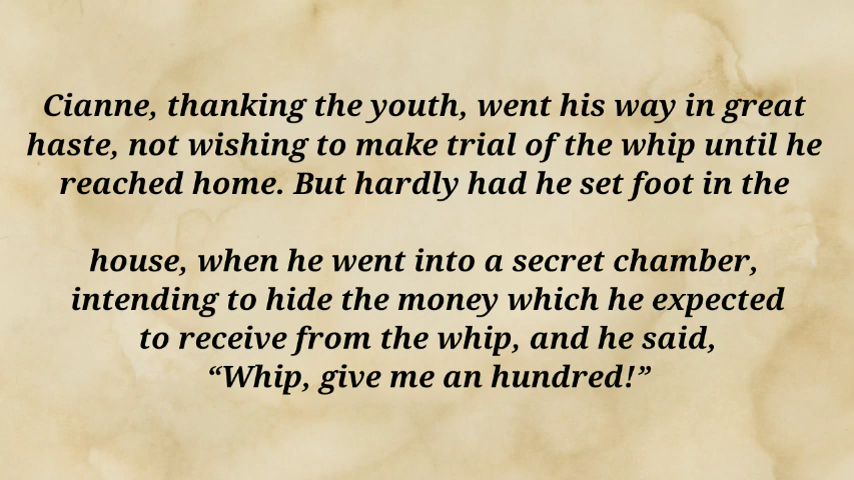 Cianne, thanking the youth, went his way in great
haste, not wishing to make trial of the whip until he
reached home. But hardly had he set foot in the
house, when he went into a secret chamber,
intending to hide the money which he expected
to receive from the whip, and he said,
“Whip, give me an hundred!”